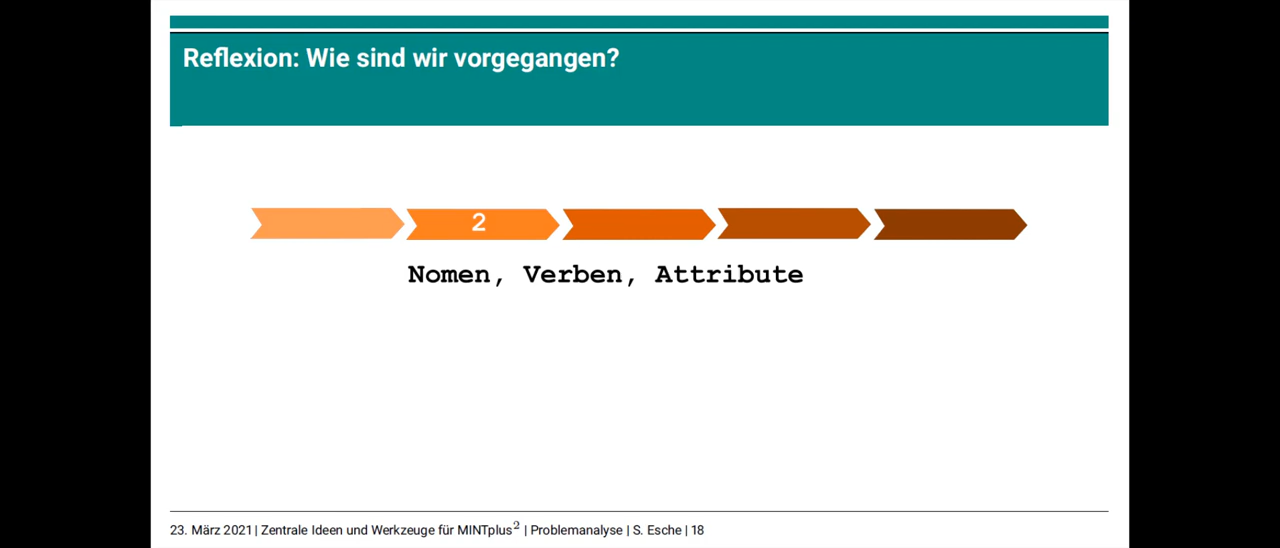 Reflexion: Wie sind wir vorgegangen?
2
Nomen, Verben, Attribute
23. März 2021 | Zentrale Ideen und Werkzeuge für MINTplus² | Problemanalyse | S. Esche | 18